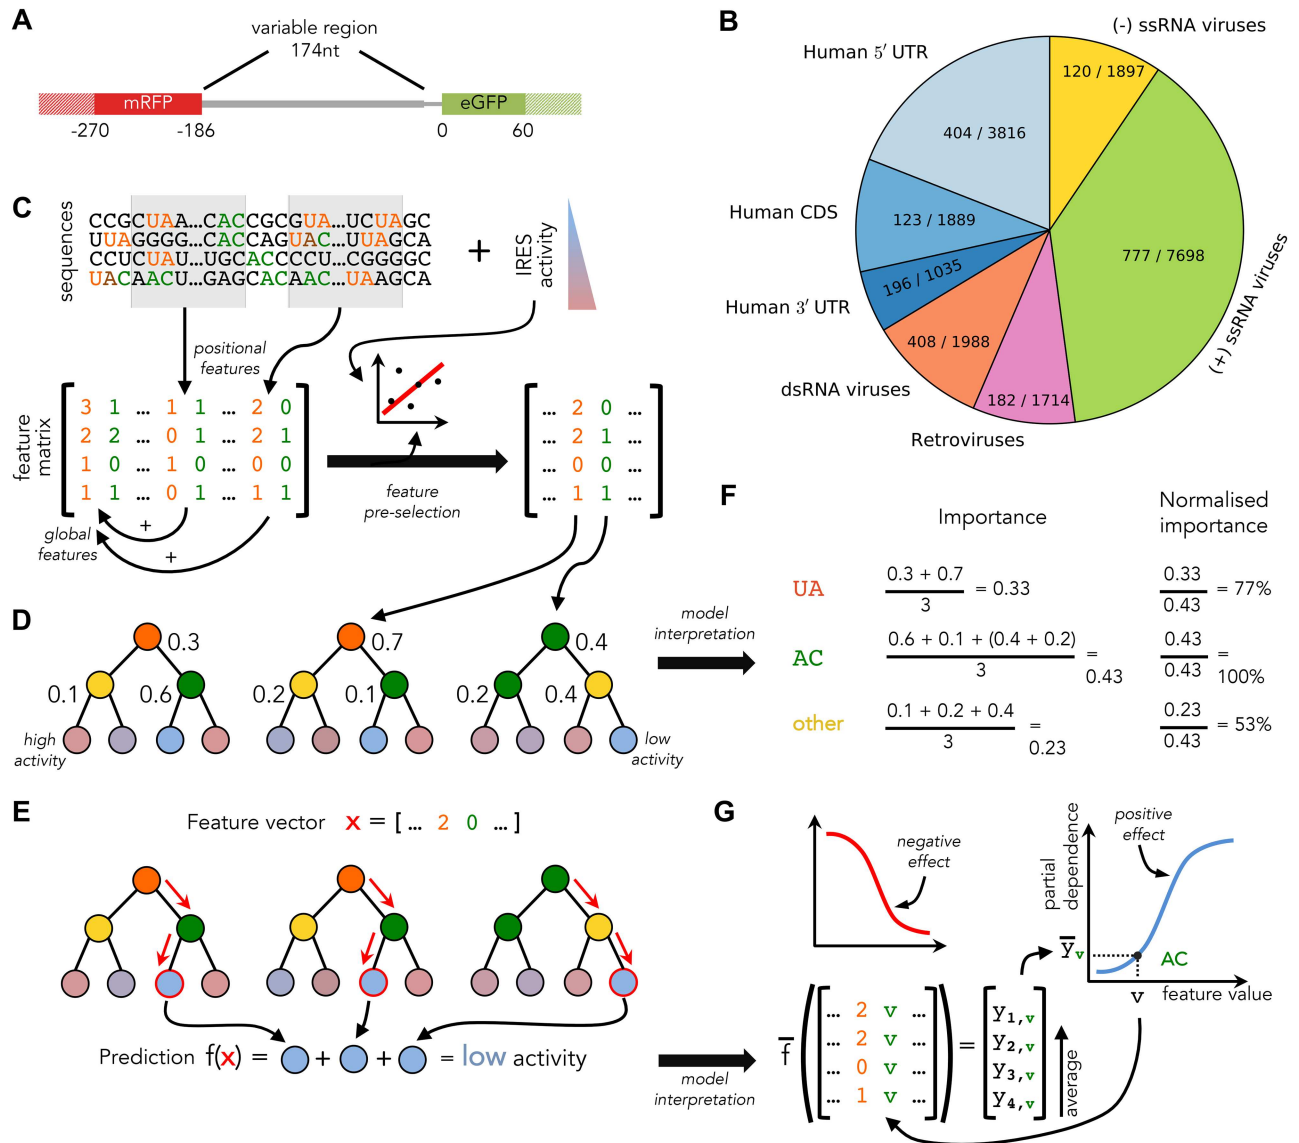 A
variable region
174nt
mRFP
eGFP
-270
-186
0
60
B
(-) ssRNA viruses
Human 5′ UTR
120 / 1897
404 / 3816
Human CDS
123 / 1889
777 / 7698
196 / 1035
Human 3′ UTR
408 / 1988
(+) ssRNA viruses
dsRNA viruses
182 / 1714
Retroviruses
C
sequences
CCGCUAA...CACCGCGUA...UCUAGC
UUAGGGG...CACCAGUAC...UUAGCA
CCUCUAU...UGCACCCCU...CGGGGC
UACAACU...GAGCACAAC...UAAGCA
+
IRES
activity
positional
features
feature
matrix
3 1 ... 1 1 ... 2 0
2 2 ... 0 1 ... 2 1
1 0 ... 1 0 ... 0 0
1 1 ... 0 1 ... 1 1
+
+
global
features
feature
pre-selection
... 2 0 ...
... 2 1 ...
... 0 0 ...
... 1 1 ...
D
0.3
0.1
0.6
0.7
0.2
0.1
0.4
0.2
0.4
high
activity
low
activity
model
interpretation
F
Importance
Normalised
importance
UA
0.3 + 0.7
3
= 0.33
0.33
0.43
= 77%
AC
0.6 + 0.1 + (0.4 + 0.2)
3
=
0.43
0.43
0.43
=
100%
other
0.1 + 0.2 + 0.4
3
=
0.23
0.23
0.43
= 53%
E
Feature vector x = [ ... 2 0 ... ]
Prediction f(x) = + + = low activity
model
interpretation
G
negative
effect
positive
effect
partial
dependence
y̅v
AC
v
feature value
f̅
... 2 v ...
... 2 v ...
... 0 v ...
... 1 v ...
=
y1,v
y2,v
y3,v
y4,v
average